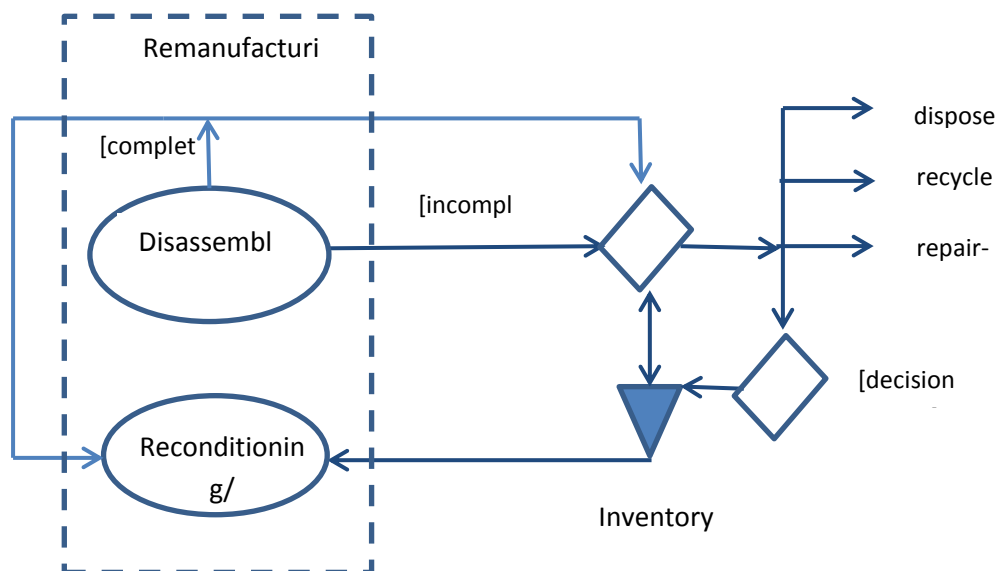 Remanufacturi
dispose
[complet
recycle
[incompl
Disassembl
repair-
[decision
Reconditionin
g/
Inventory